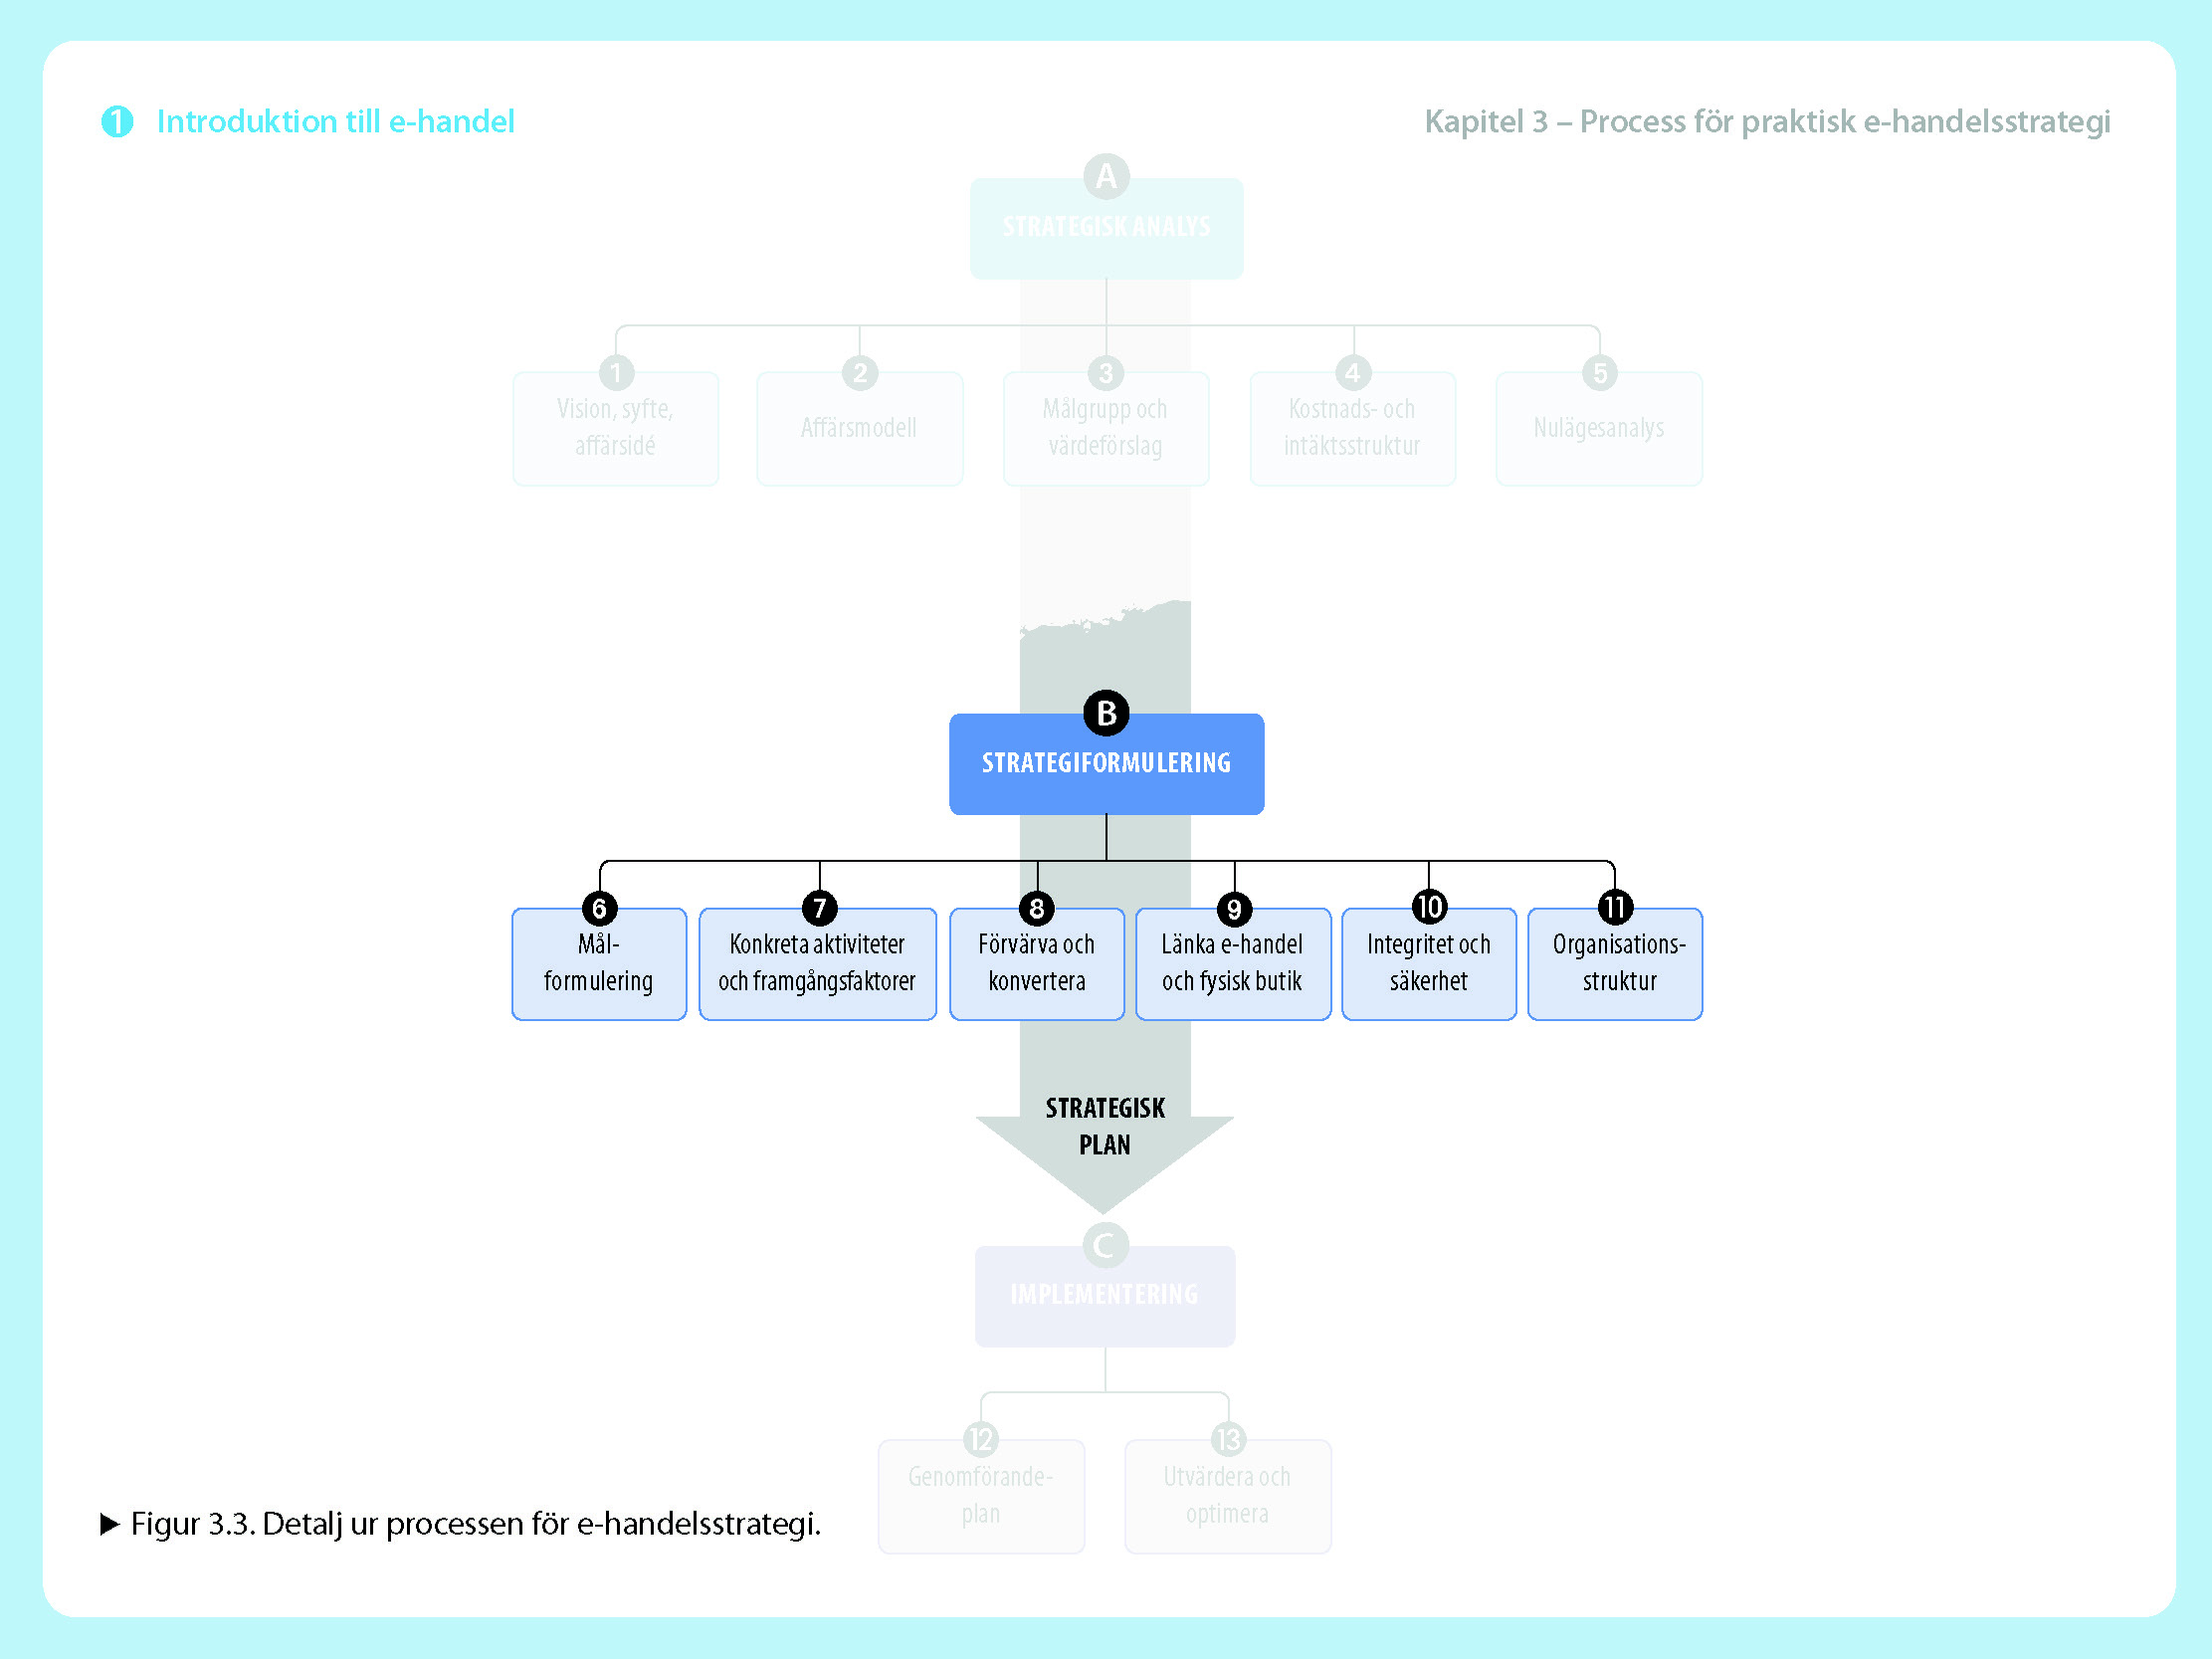 1 Introduktion till e-handel
Kapitel 3 – Process för praktisk e-handelsstrategi
A
STRATEGISK ANALYS
1
Vision, syfte,
affärsidé
2
Affärsmodell
3
Målgrupp och
värdeförslag
4
Kostnads- och
intäktsstruktur
5
Nulägesanalys
B
STRATEGIFORMULERING
6
Mål-
formulering
7
Konkreta aktiviteter
och framgångsfaktorer
8
Förvärva och
konvertera
9
Länka e-handel
och fysisk butik
10
Integritet och
säkerhet
11
Organisations-
struktur
STRATEGISK
PLAN
C
IMPLEMENTERING
12
Genomförande-
plan
13
Utvärdera och
optimera
▶ Figur 3.3. Detalj ur processen för e-handelsstrategi.